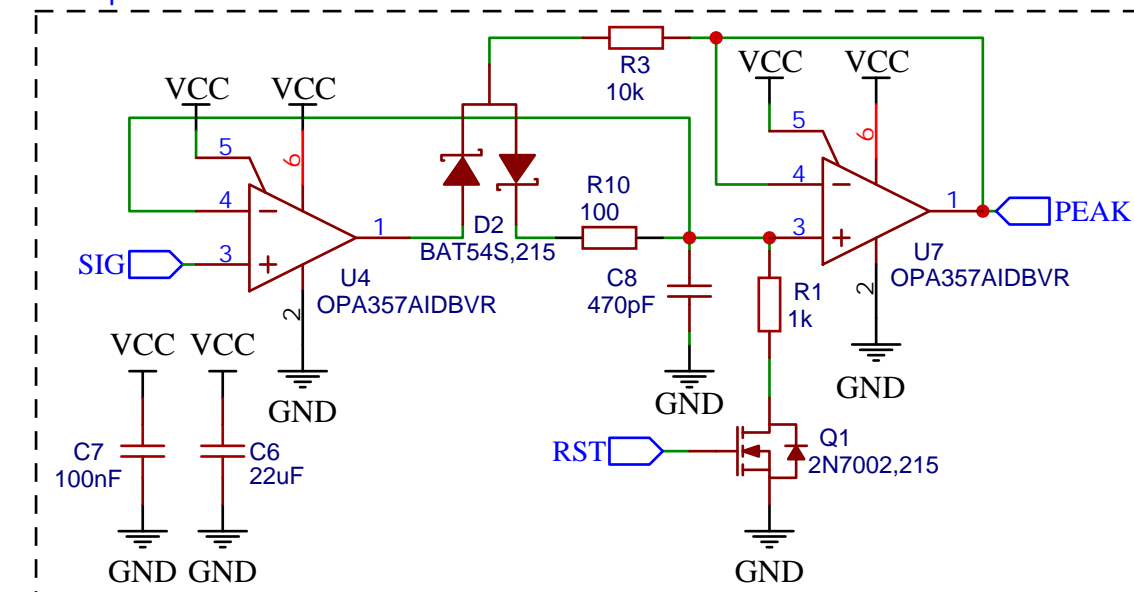 R3
10k
VCC
VCC
VCC
VCC
5
6
4
1
3
2
SIG
U4
OPA357AIDBVR
GND
D2
BAT54S,215
R10
100
C8
470pF
GND
5
6
4
1
3
2
PEAK
U7
OPA357AIDBVR
GND
R1
1k
VCC
VCC
C7
100nF
C6
22uF
GND
GND
RST
Q1
2N7002,215
GND